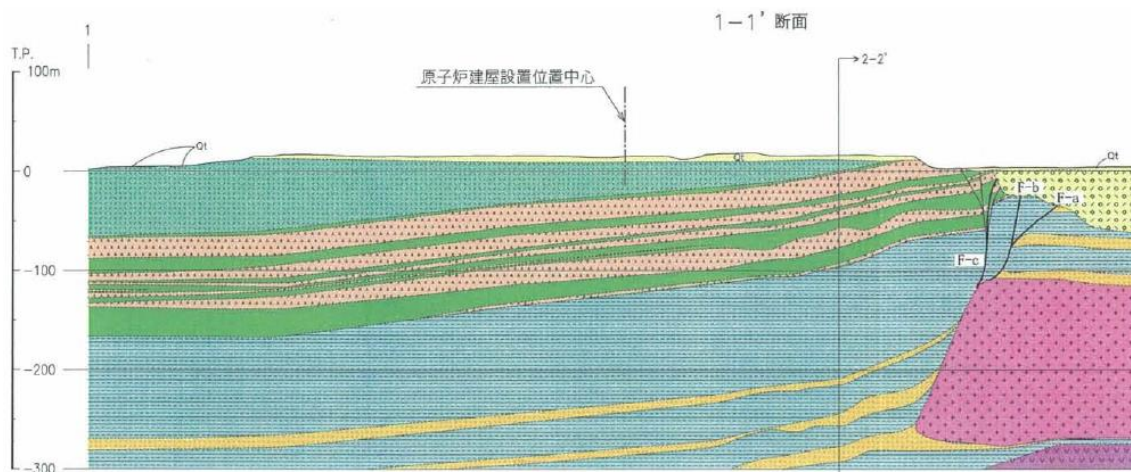 1-1' 断面
1
T.P.
100m
2-2'
原子炉建屋設置位置中心
Qt
Qt
Qt
0
F-b
F-a
F-c
-100
-200
-300